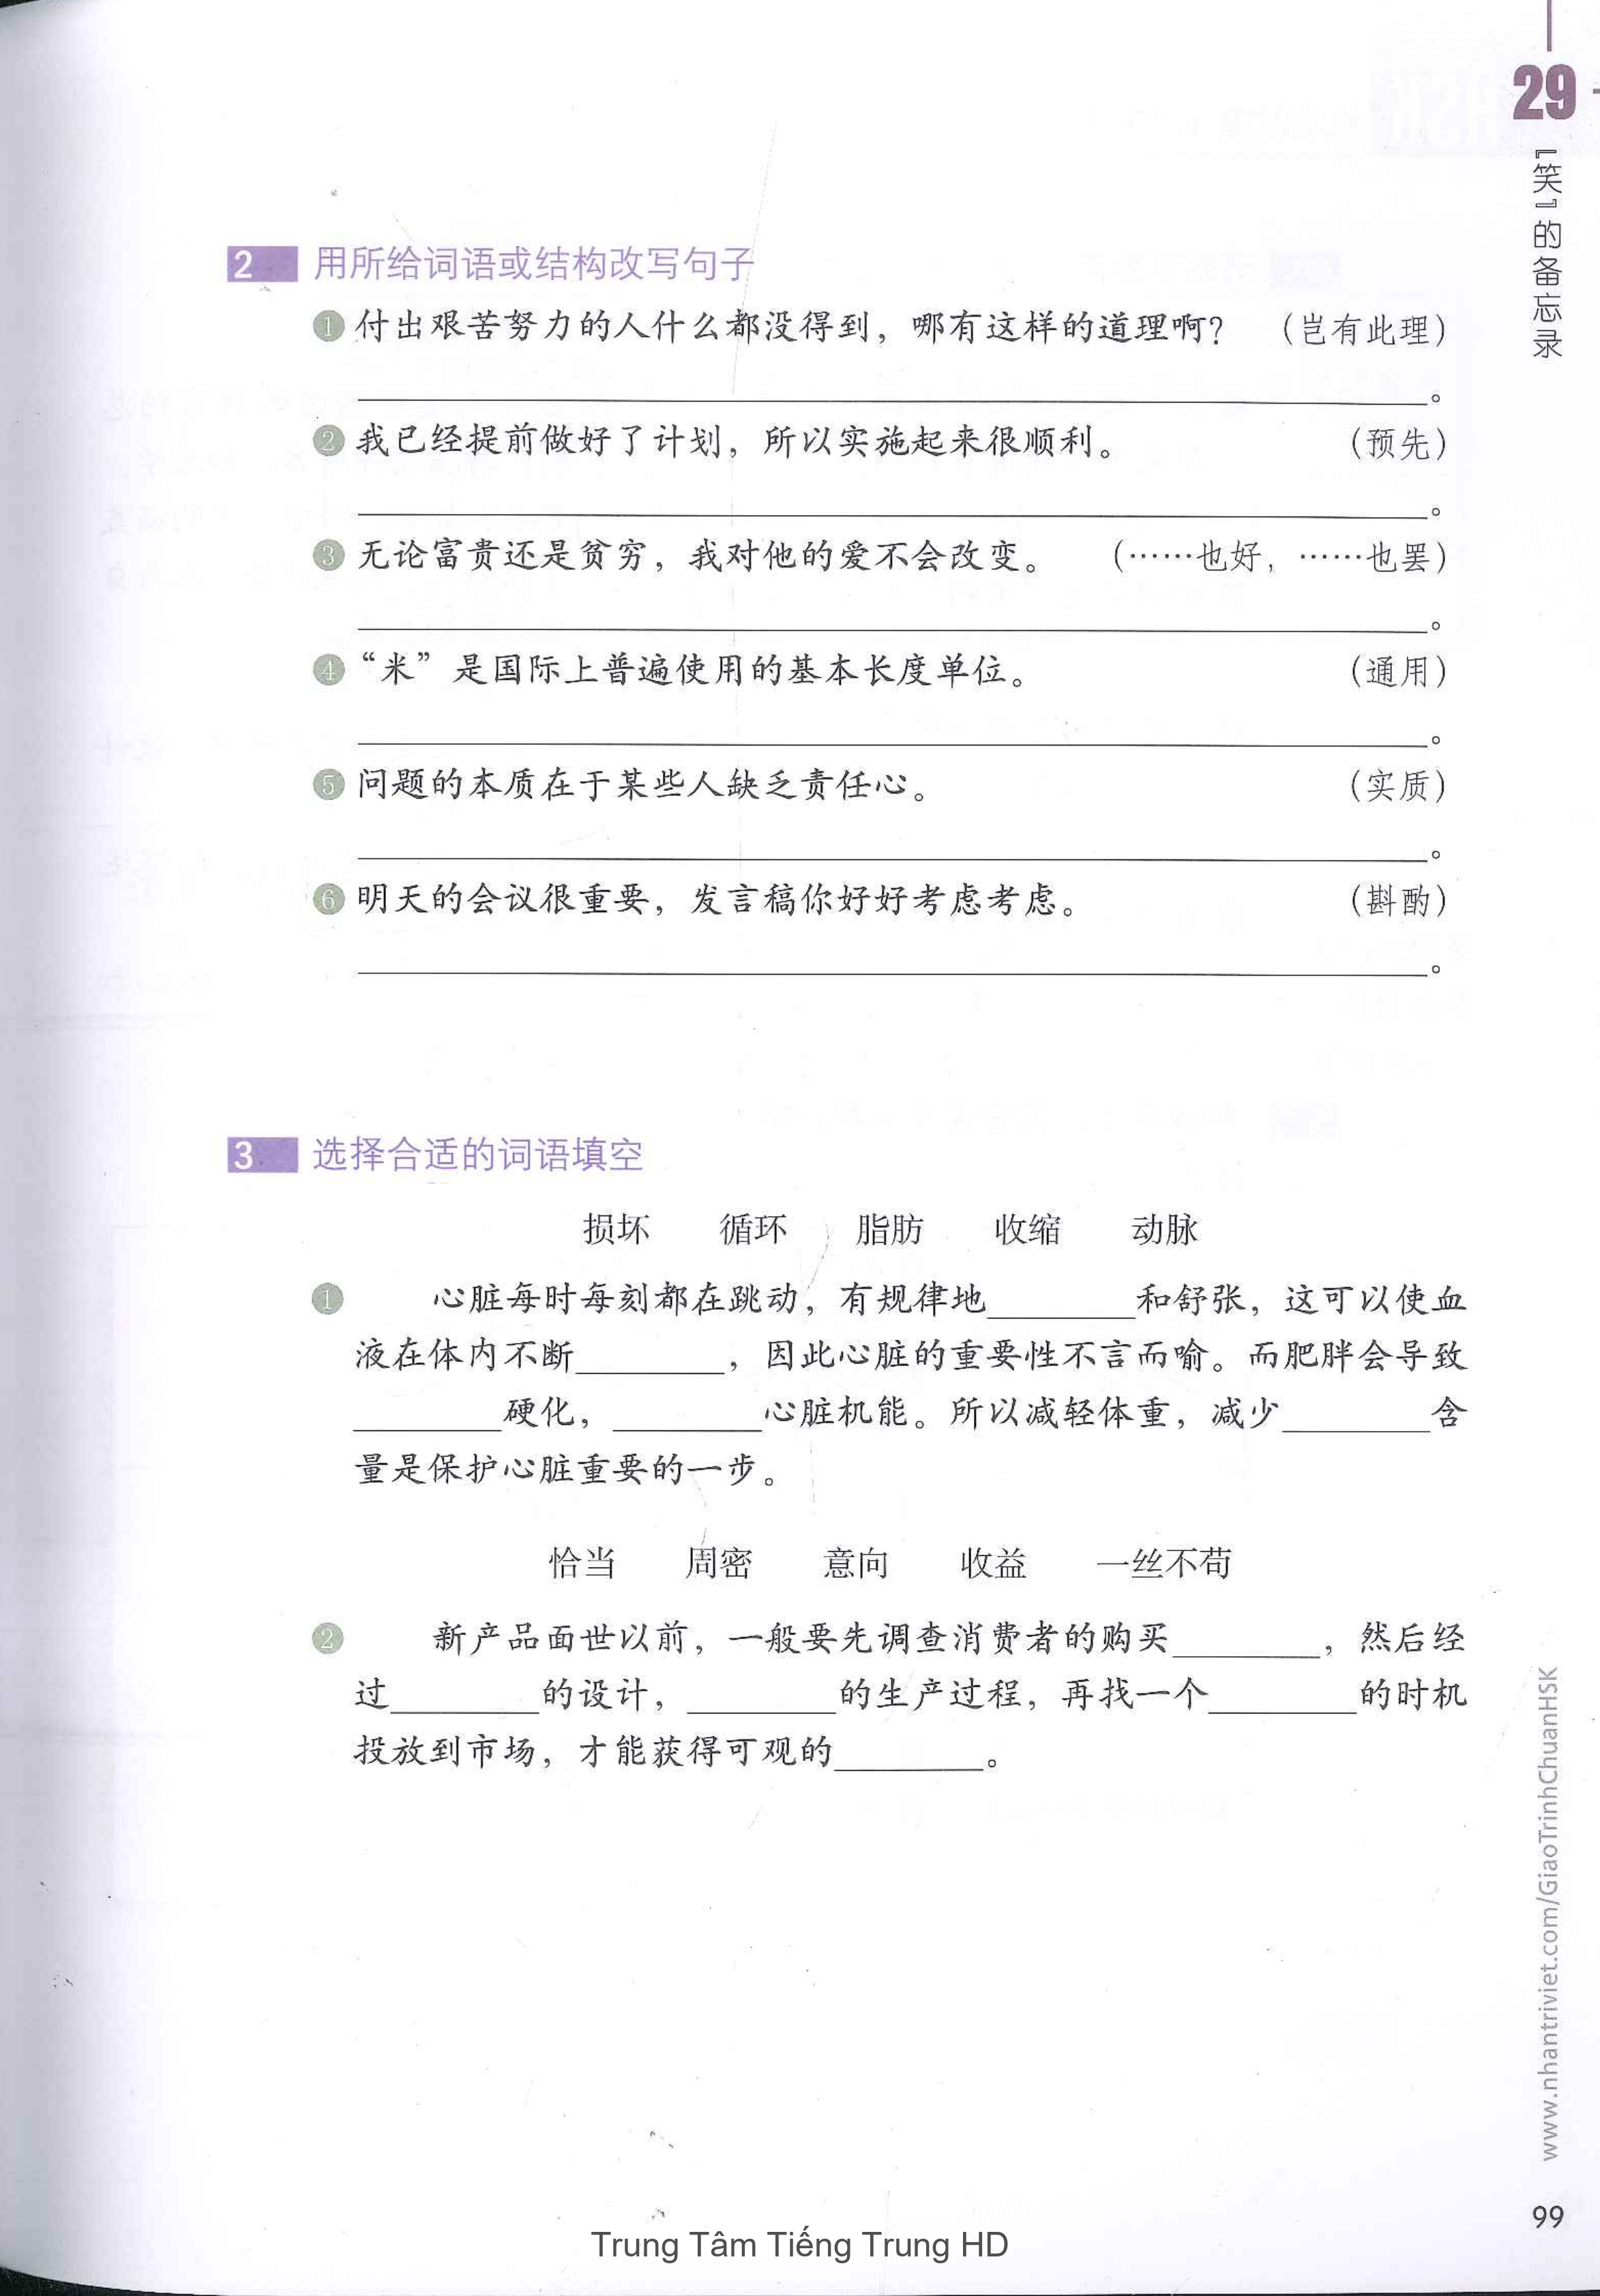 29
『笑』的备忘录
2 用所给词语或结构改写句子
1 付出艰苦努力的人什么都没得到，哪有这样的道理啊？ （岂有此理）
。
2 我已经提前做好了计划，所以实施起来很顺利。 （预先）
。
3 无论富贵还是贫穷，我对他的爱不会改变。 （……也好，……也罢）
。
4 “米”是国际上普遍使用的基本长度单位。 （通用）
。
5 问题的本质在于某些人缺乏责任心。 （实质）
。
6 明天的会议很重要，发言稿你好好考虑考虑。 （斟酌）
。
3 选择合适的词语填空
损坏 循环 脂肪 收缩 动脉
1 心脏每时每刻都在跳动，有规律地________和舒张，这可以使血
液在体内不断________，因此心脏的重要性不言而喻。而肥胖会导致
________硬化，________心脏机能。所以减轻体重，减少________含
量是保护心脏重要的一步。
恰当 周密 意向 收益 一丝不苟
2 新产品面世以前，一般要先调查消费者的购买________，然后经
过________的设计，________的生产过程，再找一个________的时机
投放到市场，才能获得可观的________。
www.nhantriviet.com/GiaoTrinhChuanHSK
99
Trung Tâm Tiếng Trung HD